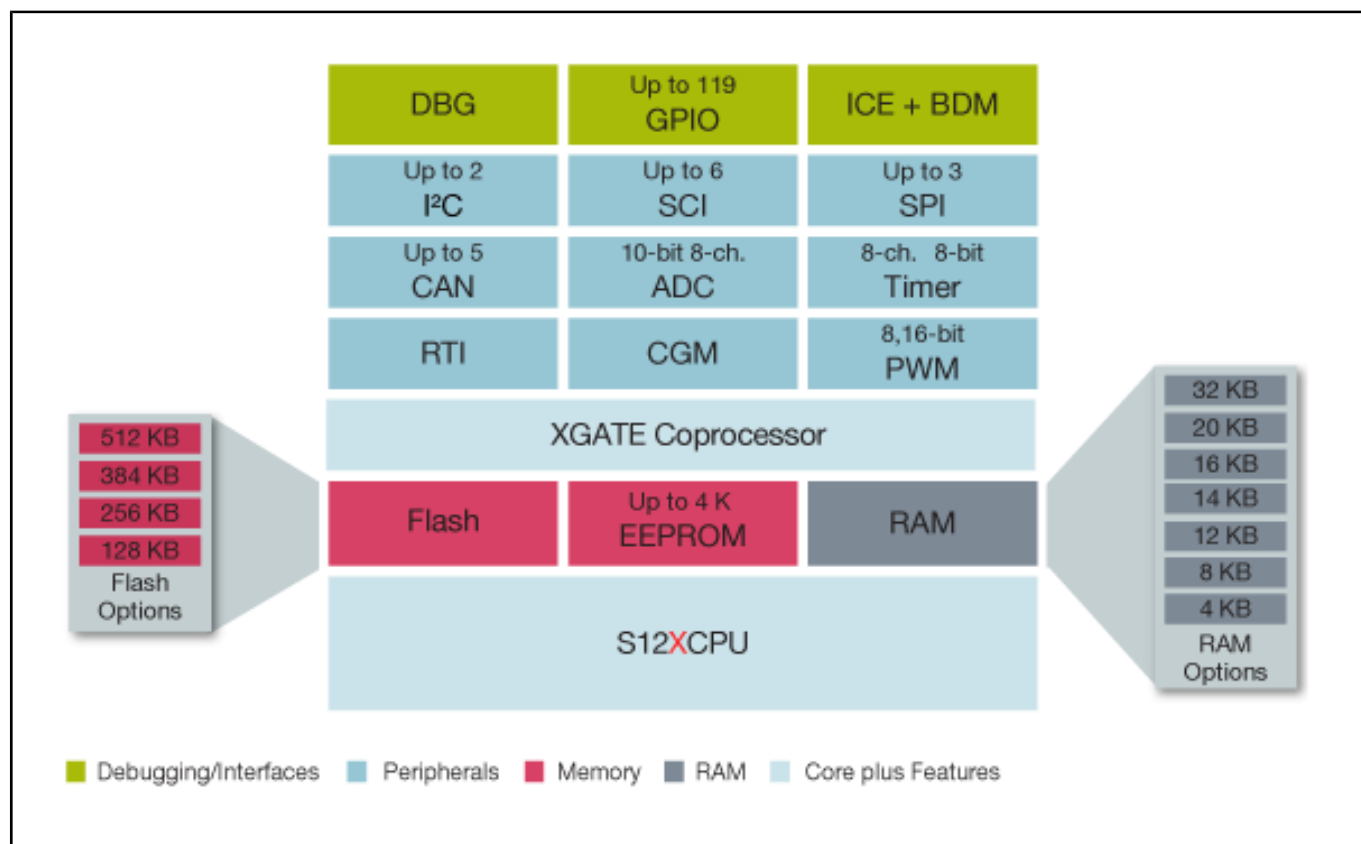 DBG
Up to 119
GPIO
ICE + BDM
Up to 2
I²C
Up to 6
SCI
Up to 3
SPI
Up to 5
CAN
10-bit 8-ch.
ADC
8-ch. 8-bit
Timer
RTI
CGM
8,16-bit
PWM
XGATE Coprocessor
Flash
Up to 4 K
EEPROM
RAM
S12XCPU
512 KB
384 KB
256 KB
128 KB
Flash
Options
32 KB
20 KB
16 KB
14 KB
12 KB
8 KB
4 KB
RAM
Options
Debugging/Interfaces
Peripherals
Memory
RAM
Core plus Features